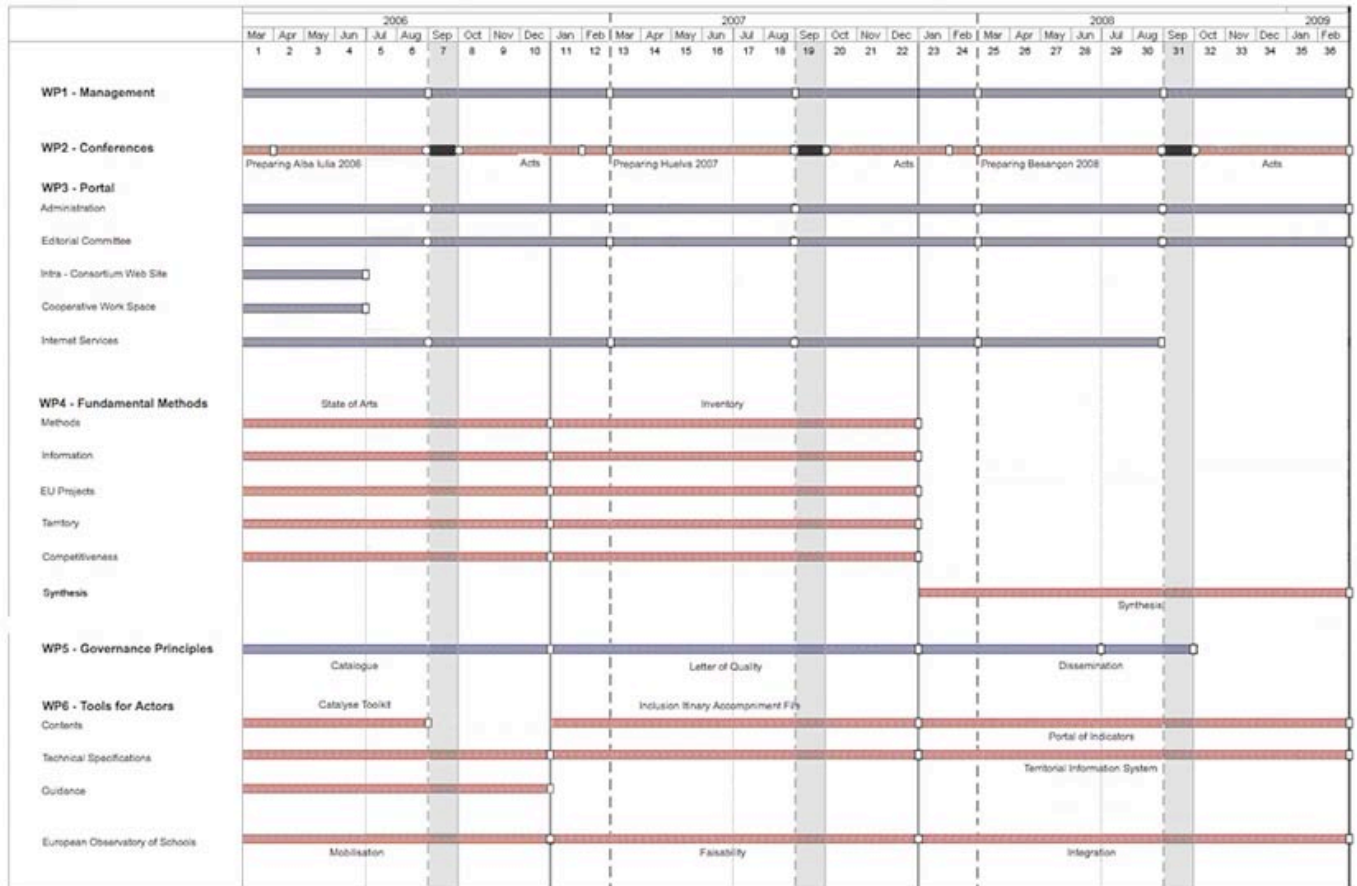 2006 2007 2008 2009
Mar Apr May Jun Jul Aug Sep Oct Nov Dec Jan Feb Mar Apr May Jun Jul Aug Sep Oct Nov Dec Jan Feb Mar Apr May Jun Jul Aug Sep Oct Nov Dec Jan Feb
1 2 3 4 5 6 7 8 9 10 11 12 13 14 15 16 17 18 19 20 21 22 23 24 25 26 27 28 29 30 31 32 33 34 35 36
WP1 - Management
WP2 - Conferences
Preparing Alba Iulia 2006 Acts Preparing Huelva 2007 Acts Preparing Besançon 2008 Acts
WP3 - Portal
Administration
Editorial Committee
Intra - Consortium Web Site
Cooperative Work Space
Internet Services
WP4 - Fundamental Methods State of Arts Inventory
Methods
Information
EU Projects
Territory
Competitiveness
Synthesis
Synthesis
WP5 - Governance Principles
Catalogue Letter of Quality Dissemination
WP6 - Tools for Actors Catalyse Toolkit Inclusion Itinary Accompniment File
Contents
Portal of Indicators
Technical Specifications
Territorial Information System
Guidance
European Observatory of Schools
Mobilisation Faisability Integration